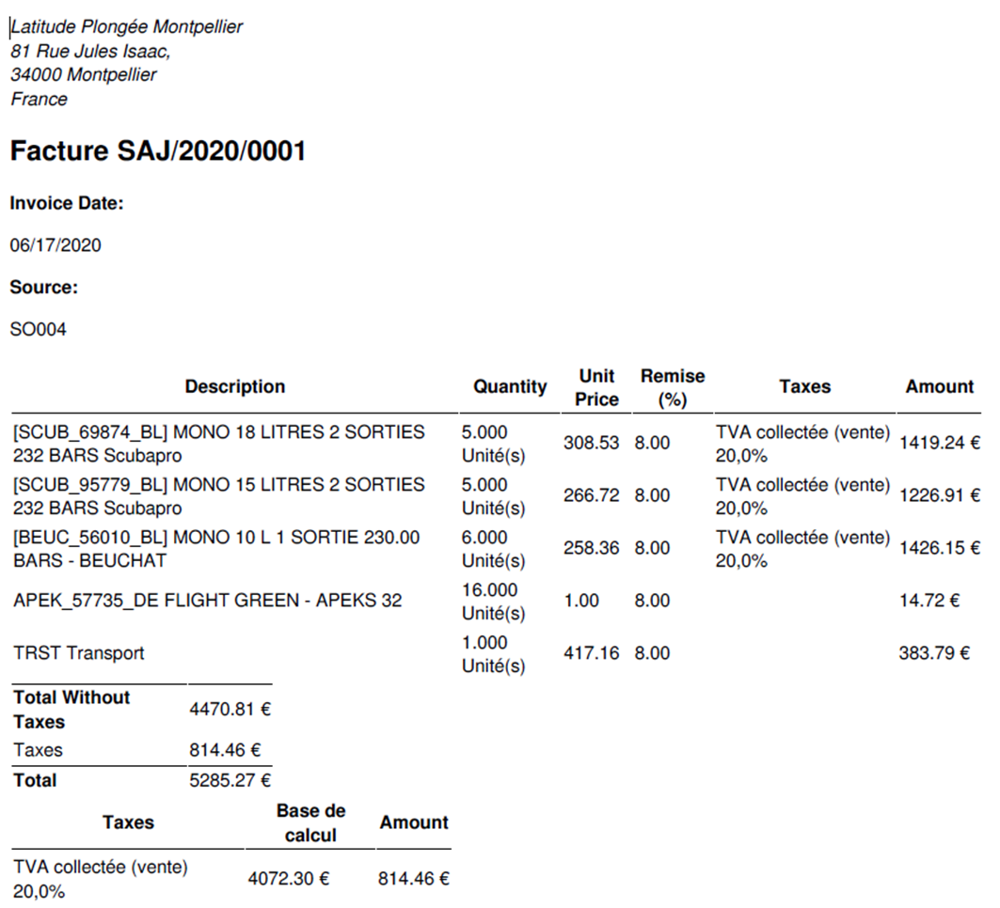 Latitude Plongée Montpellier
81 Rue Jules Isaac,
34000 Montpellier
France
Facture SAJ/2020/0001
Invoice Date:
06/17/2020
Source:
SO004
Description Quantity Unit Price Remise (%) Taxes Amount
[SCUB_69874_BL] MONO 18 LITRES 2 SORTIES 5.000 308.53 8.00 TVA collectée (vente) 1419.24 €
232 BARS Scubapro Unité(s) 20,0%
[SCUB_95779_BL] MONO 15 LITRES 2 SORTIES 5.000 266.72 8.00 TVA collectée (vente) 1226.91 €
232 BARS Scubapro Unité(s) 20,0%
[BEUC_56010_BL] MONO 10 L 1 SORTIE 230.00 6.000 258.36 8.00 TVA collectée (vente) 1426.15 €
BARS - BEUCHAT Unité(s) 20,0%
APEK_57735_DE FLIGHT GREEN - APEKS 32 16.000 1.00 8.00 14.72 €
Unité(s)
TRST Transport 1.000 417.16 8.00 383.79 €
Unité(s)
Total Without 4470.81 €
Taxes
Taxes 814.46 €
Total 5285.27 €
Taxes Base de calcul Amount
TVA collectée (vente) 4072.30 € 814.46 €
20,0%